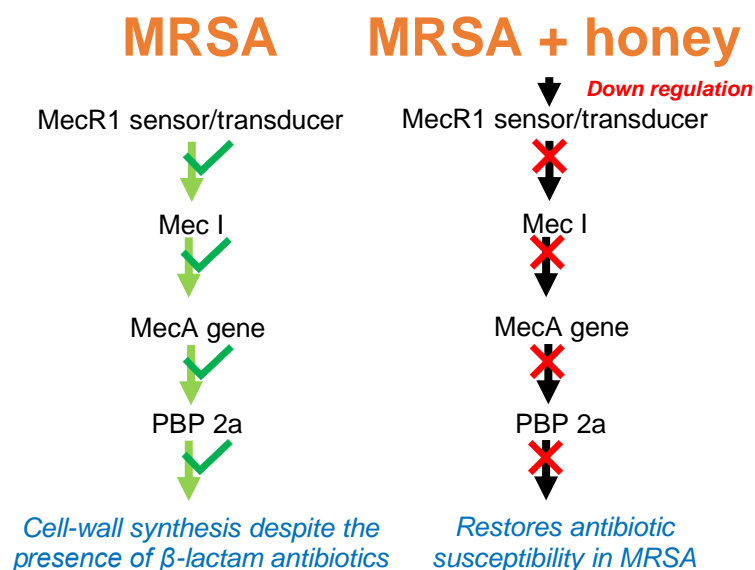 MRSA
MecR1 sensor/transducer
Mec I
MecA gene
PBP 2a
Cell-wall synthesis despite the
presence of β-lactam antibiotics
MRSA + honey
Down regulation
MecR1 sensor/transducer
Mec I
MecA gene
PBP 2a
Restores antibiotic
susceptibility in MRSA